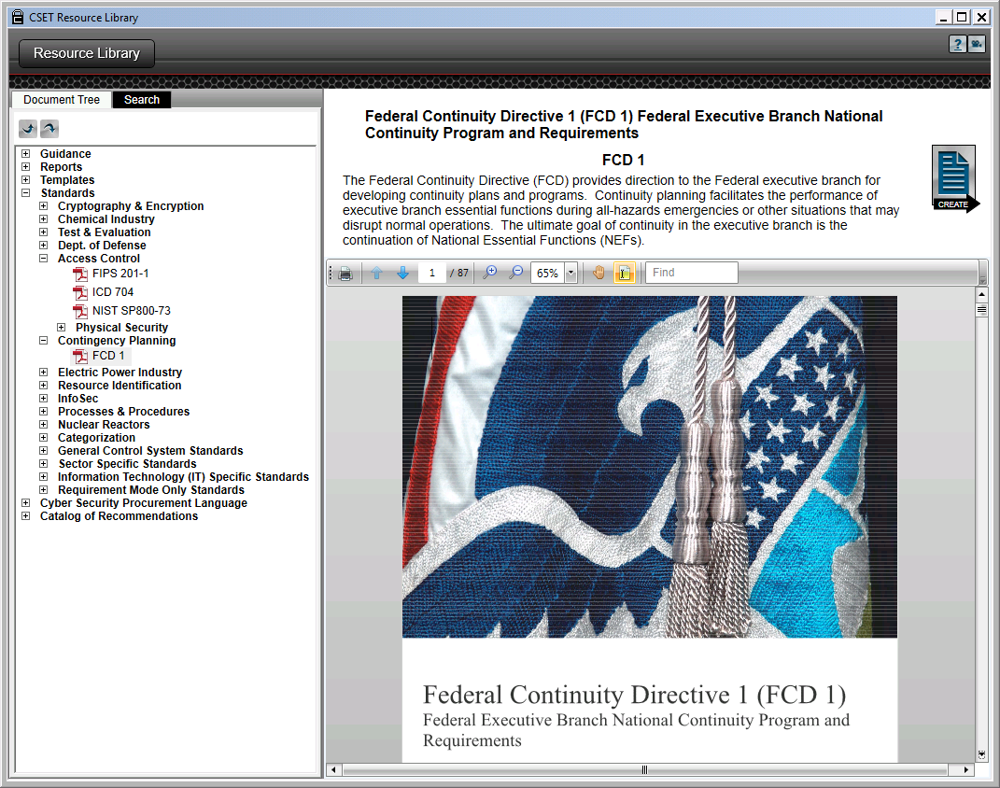 CSET Resource Library
Resource Library
?
Document Tree
Search
Guidance
Reports
Templates
Standards
Cryptography & Encryption
Chemical Industry
Test & Evaluation
Dept. of Defense
Access Control
FIPS 201-1
ICD 704
NIST SP800-73
Physical Security
Contingency Planning
FCD 1
Electric Power Industry
Resource Identification
InfoSec
Processes & Procedures
Nuclear Reactors
Categorization
General Control System Standards
Sector Specific Standards
Information Technology (IT) Specific Standards
Requirement Mode Only Standards
Cyber Security Procurement Language
Catalog of Recommendations
Federal Continuity Directive 1 (FCD 1) Federal Executive Branch National
Continuity Program and Requirements
FCD 1
The Federal Continuity Directive (FCD) provides direction to the Federal executive branch for
developing continuity plans and programs.  Continuity planning facilitates the performance of
executive branch essential functions during all-hazards emergencies or other situations that may
disrupt normal operations.  The ultimate goal of continuity in the executive branch is the
continuation of National Essential Functions (NEFs).
CREATE
1 / 87
65%
Find
Federal Continuity Directive 1 (FCD 1)
Federal Executive Branch National Continuity Program and
Requirements